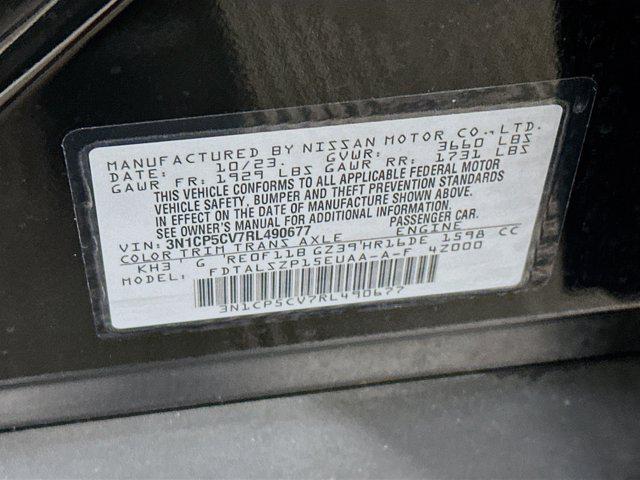 MANUFACTURED BY NISSAN MOTOR CO., LTD.
DATE: 10/23. GVWR: 3660 LBS
GAWR FR: 1929 LBS GAWR RR: 1731 LBS
THIS VEHICLE CONFORMS TO ALL APPLICABLE FEDERAL MOTOR
VEHICLE SAFETY, BUMPER AND THEFT PREVENTION STANDARDS
IN EFFECT ON THE DATE OF MANUFACTURE SHOWN ABOVE.
SEE OWNER'S MANUAL FOR ADDITIONAL INFORMATION.
VIN: 3N1CP5CV7RL490677 PASSENGER CAR.
COLOR TRIM TRANS AXLE ENGINE
KH3 G RE0F11B GZ39 HR16DE 1598 CC
MODEL: FDTALSZP15EUAA-A-F 4Z000
3N1CP5CV7RL490677